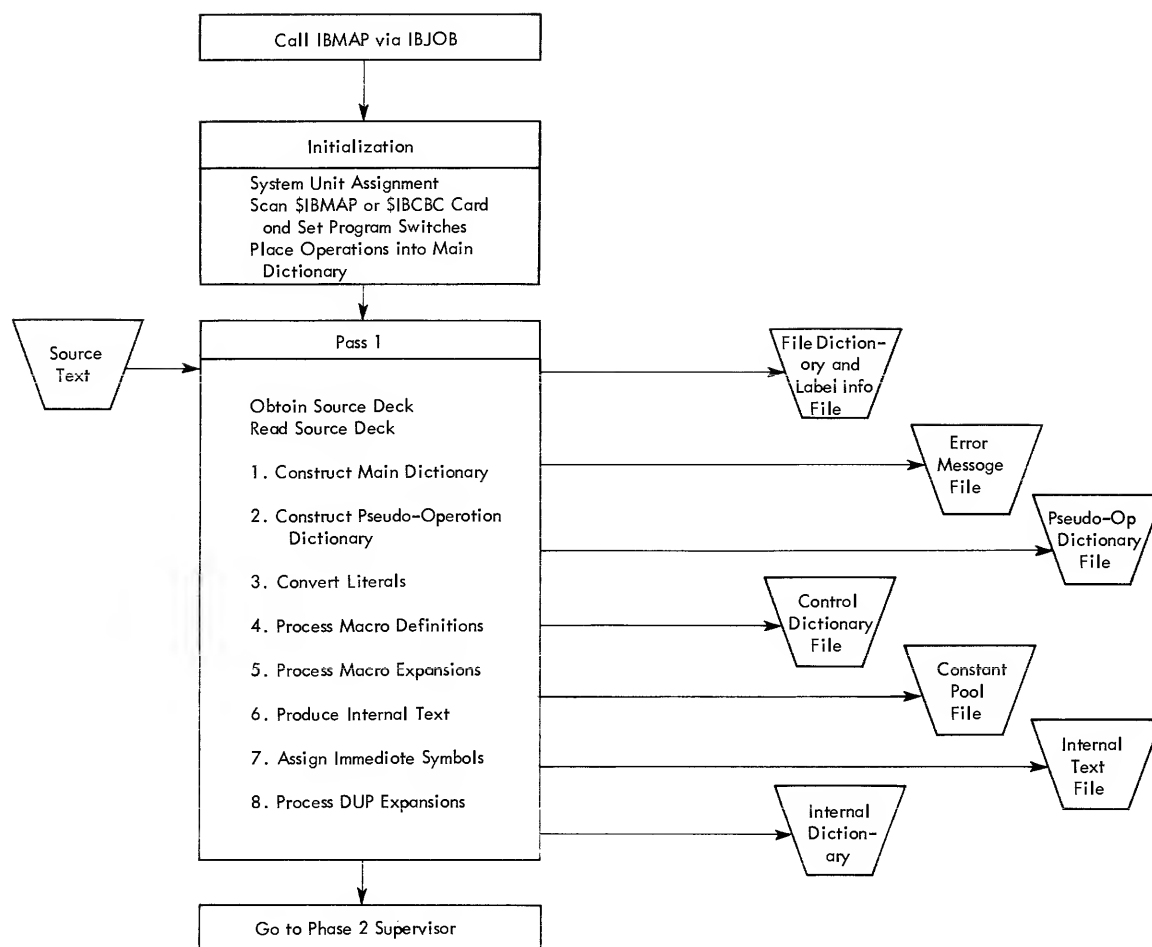 Call IBMAP via IBJOB
Initialization
System Unit Assignment
Scan $IBMAP or $IBCBC Card
ond Set Program Switches
Place Operations into Main
Dictionary
Source
Text
Pass 1
Obtoin Source Deck
Read Source Deck
1. Construct Main Dictionary
2. Construct Pseudo-Operotion
Dictionary
3. Convert Literals
4. Process Macro Definitions
5. Process Macro Expansions
6. Produce Internal Text
7. Assign Immediote Symbols
8. Process DUP Expansions
File Diction-
ory and
Label info
File
Error
Messoge
File
Pseudo-Op
Dictionary
File
Control
Dictionary
File
Constant
Pool
File
Internal
Text
File
Internal
Diction-
ary
Go to Phase 2 Supervisor